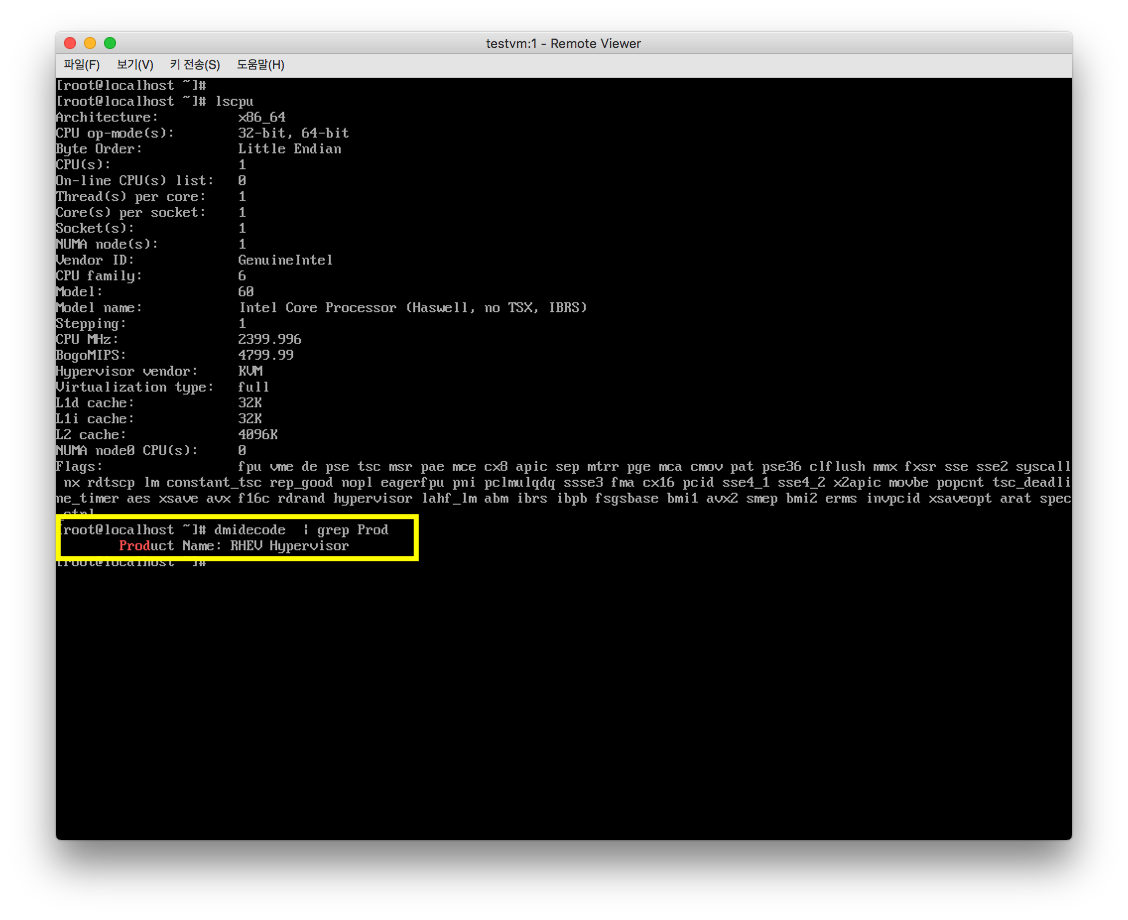 testvm:1 - Remote Viewer
파일(F) 보기(V) 키 전송(S) 도움말(H)
[root@localhost ~]#
[root@localhost ~]# lscpu
Architecture: x86_64
CPU op-mode(s): 32-bit, 64-bit
Byte Order: Little Endian
CPU(s): 1
On-line CPU(s) list: 0
Thread(s) per core: 1
Core(s) per socket: 1
Socket(s): 1
NUMA node(s): 1
Vendor ID: GenuineIntel
CPU family: 6
Model: 60
Model name: Intel Core Processor (Haswell, no TSX, IBRS)
Stepping: 1
CPU MHz: 2399.996
BogoMIPS: 4799.99
Hypervisor vendor: KVM
Virtualization type: full
L1d cache: 32K
L1i cache: 32K
L2 cache: 4096K
NUMA node0 CPU(s): 0
Flags: fpu vme de pse tsc msr pae mce cx8 apic sep mtrr pge mca cmov pat pse36 clflush mmx fxsr sse sse2 syscall
nx rdtscp lm constant_tsc rep_good nopl eagerfpu pni pclmulqdq ssse3 fma cx16 pcid sse4_1 sse4_2 x2apic movbe popcnt tsc_deadli
ne_timer aes xsave avx f16c rdrand hypervisor lahf_lm abm ibrs ibpb fsgsbase bmi1 avx2 smep bmi2 erms invpcid xsaveopt arat spec
_ctrl
[root@localhost ~]# dmidecode | grep Prod
Product Name: RHEV Hypervisor
[root@localhost ~]#